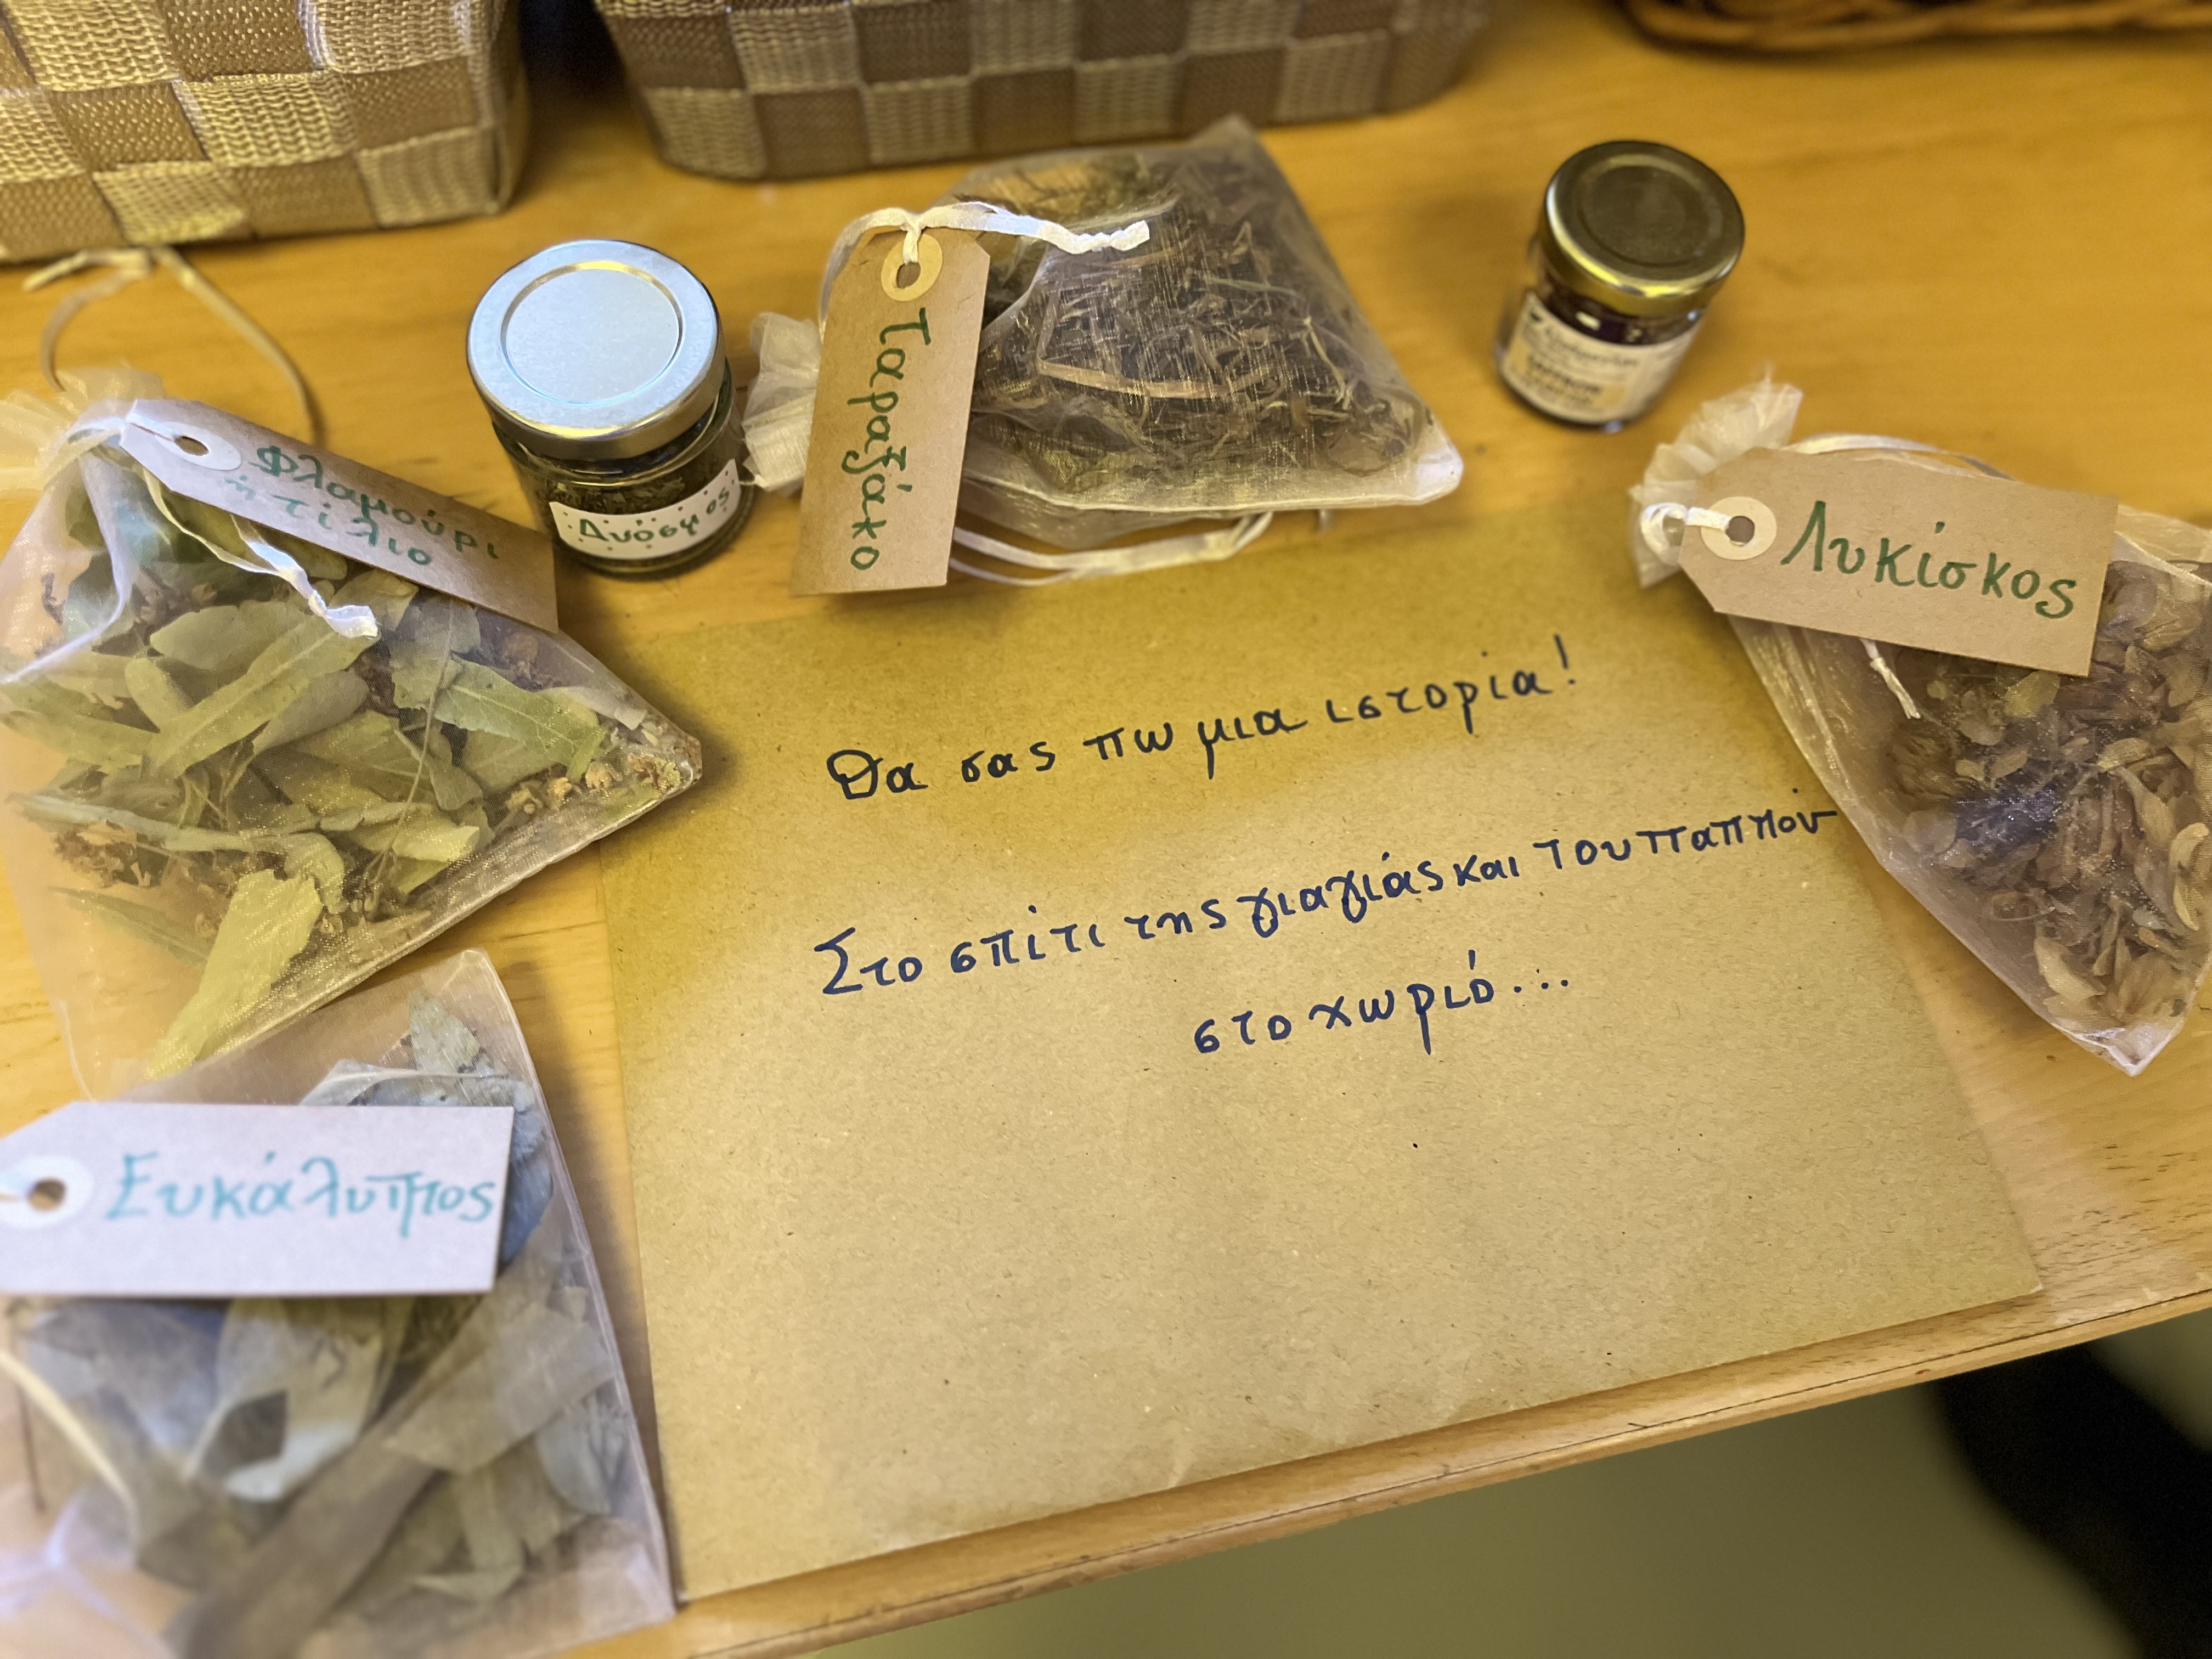 Φλαμούρι
ή τίλιο
Δυόσμος
Ταραξάκο
Λυκίσκος
Θα σας πω μια ιστορία!
Στο σπίτι της γιαγιάς και του παππού
στο χωριό...
Ευκάλυπτος